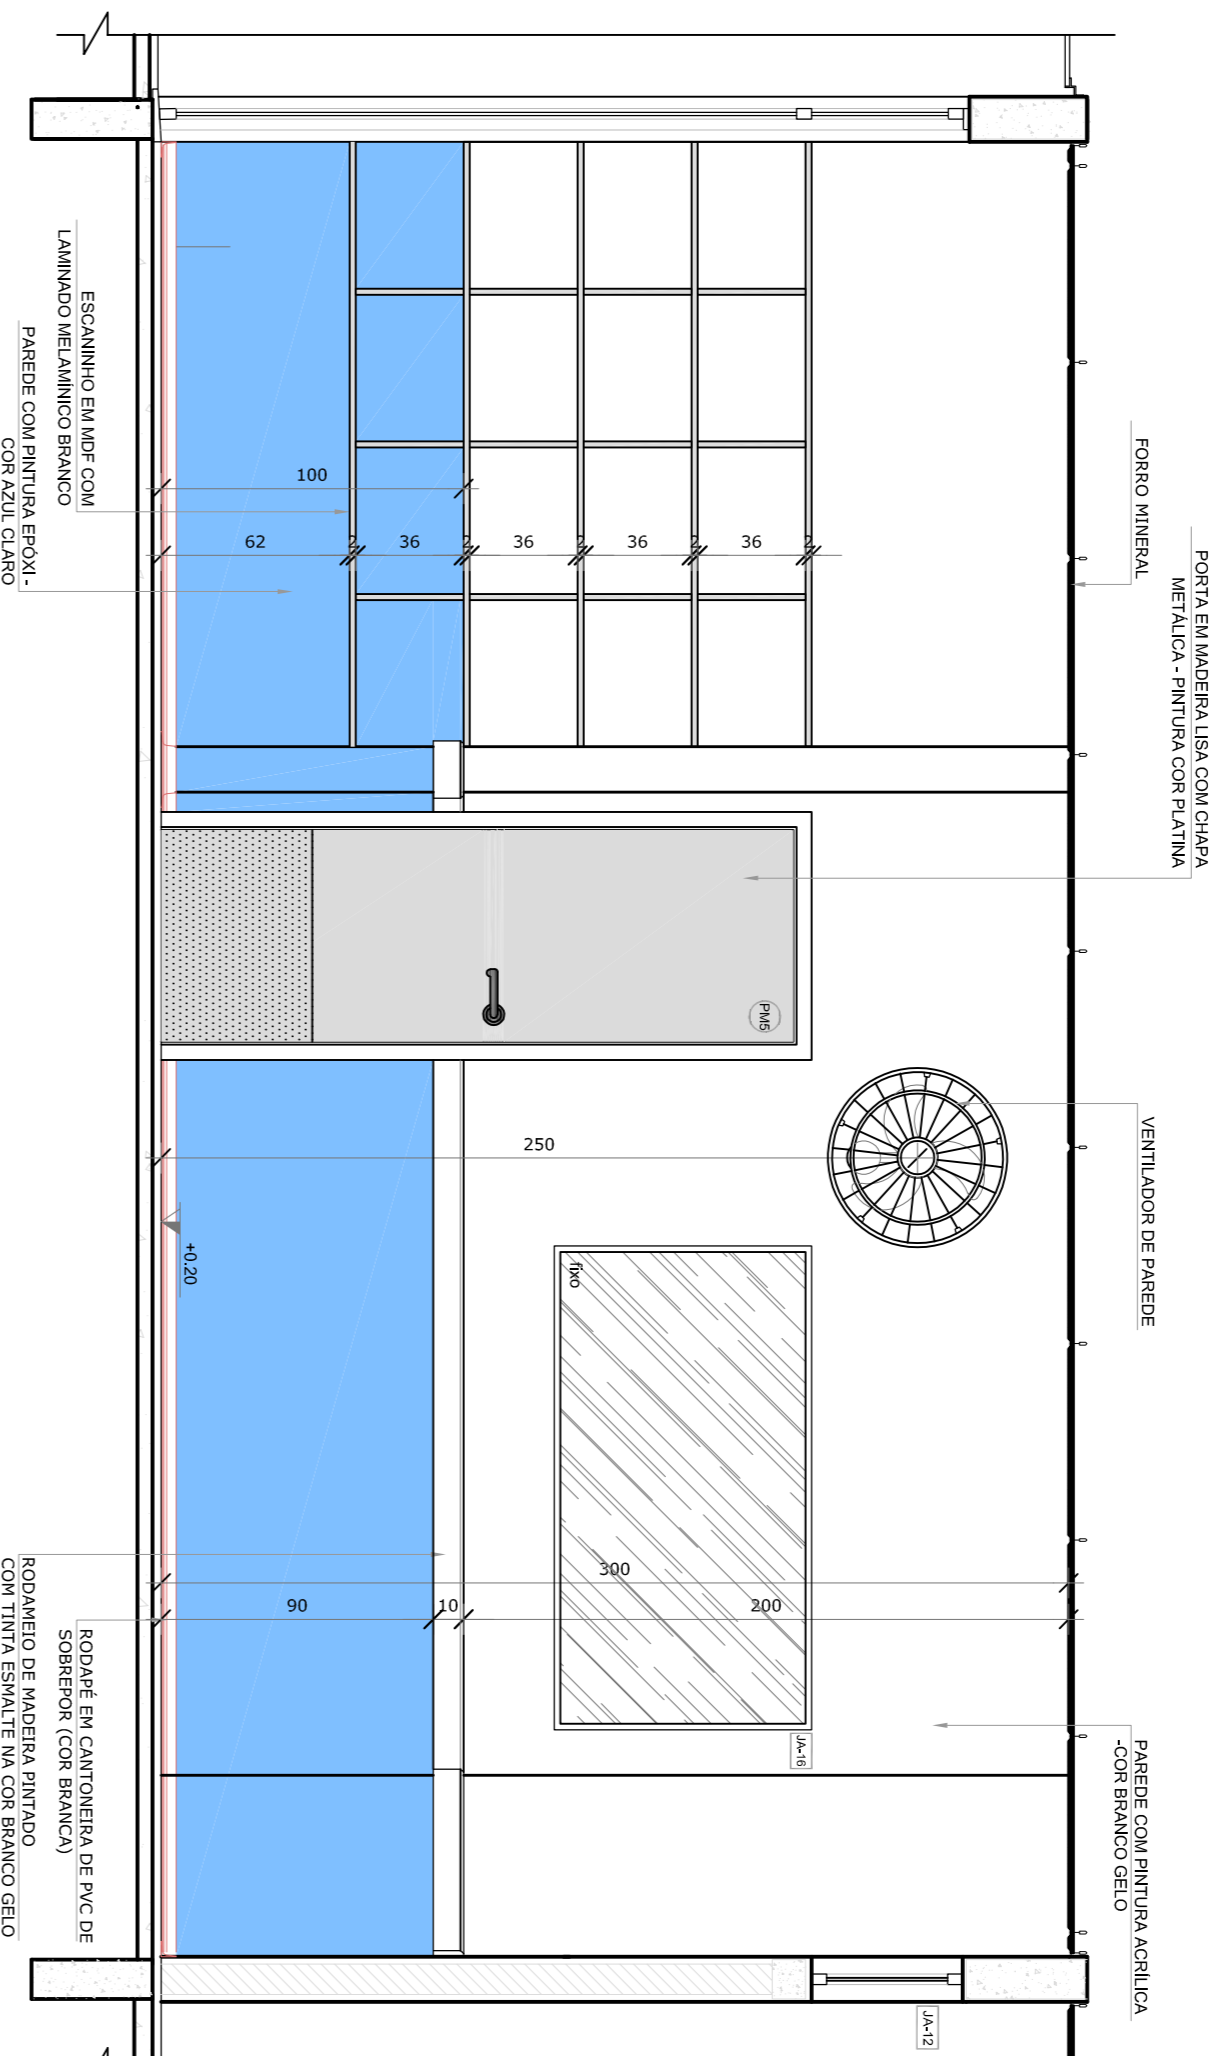 PORTA EM MADEIRA LISA COM CHAPA
METÁLICA - PINTURA COR PLATINA
FORRO MINERAL
VENTILADOR DE PAREDE
PAREDE COM PINTURA ACRÍLICA
-COR BRANCO GELO
JA-12
JA-16
PM5
fixo
2
36
2
36
2
36
2
36
2
62
100
250
300
200
10
90
+0.20
ESCANINHO EM MDF COM
LAMINADO MELAMÍNICO BRANCO
PAREDE COM PINTURA EPÓXI -
COR AZUL CLARO
RODAPÉ EM CANTONEIRA DE PVC DE
SOBREPOR (COR BRANCA)
RODAMEIO DE MADEIRA PINTADO
COM TINTA ESMALTE NA COR BRANCO GELO